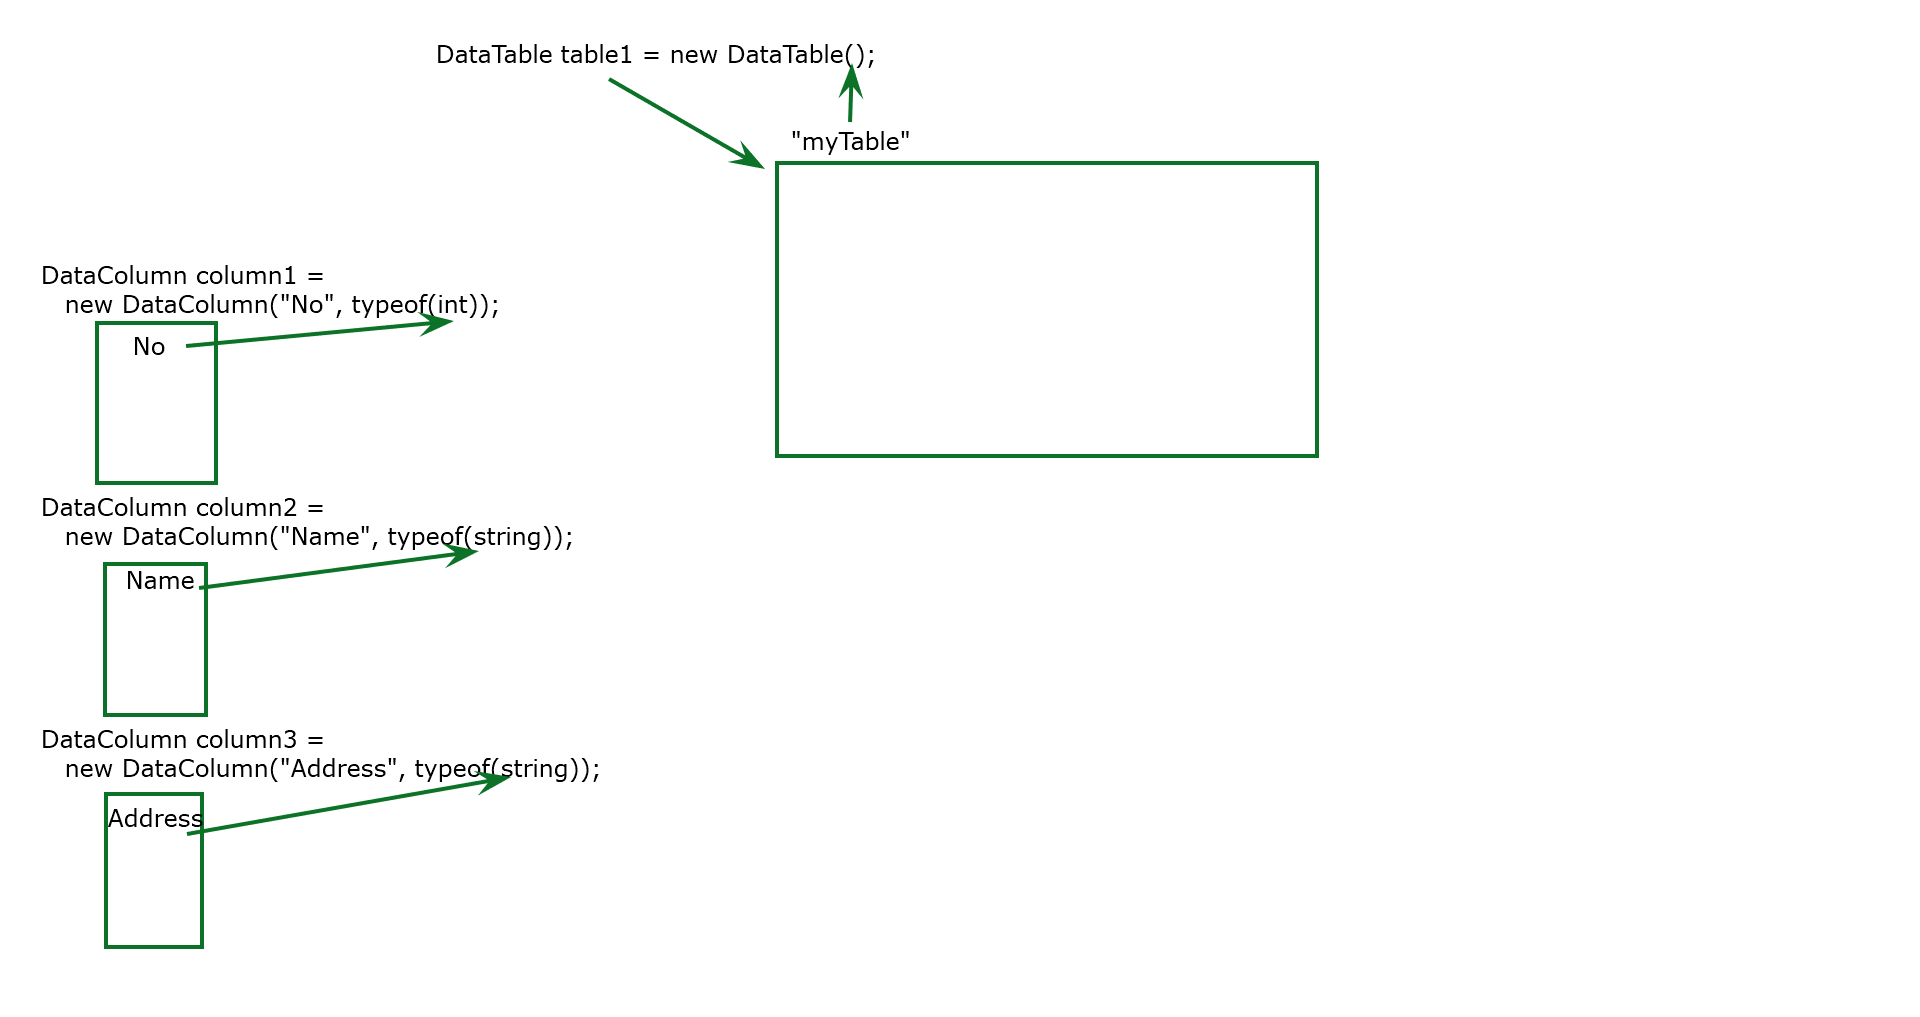 DataTable table1 = new DataTable();
"myTable"
DataColumn column1 =
new DataColumn("No", typeof(int));
No
DataColumn column2 =
new DataColumn("Name", typeof(string));
Name
DataColumn column3 =
new DataColumn("Address", typeof(string));
Address